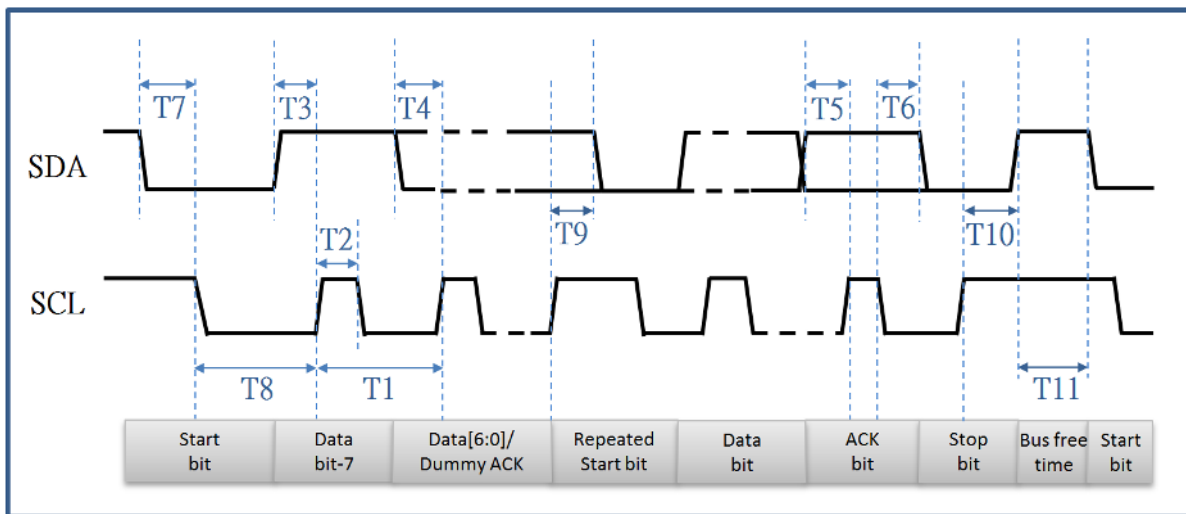 T7
T3
T4
T5
T6
SDA
T9
T10
T2
SCL
T8
T1
T11
Start
bit
Data
bit-7
Data[6:0]/
Dummy ACK
Repeated
Start bit
Data
bit
ACK
bit
Stop
bit
Bus free
time
Start
bit